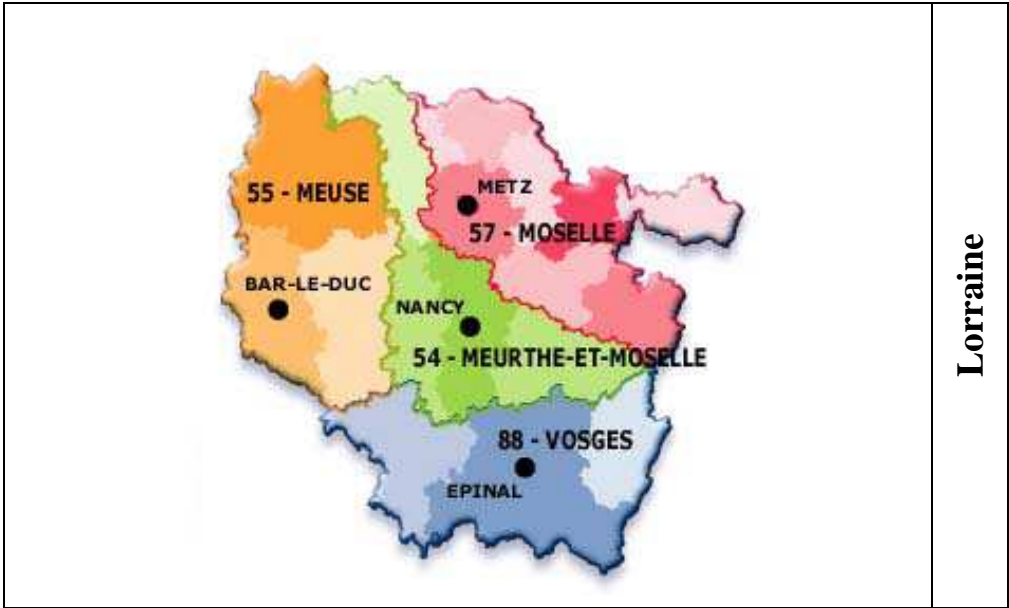 METZ
55 - MEUSE
57 - MOSELLE
BAR-LE-DUC
NANCY
54 - MEURTHE-ET-MOSELLE
88 - VOSGES
EPINAL
Lorraine